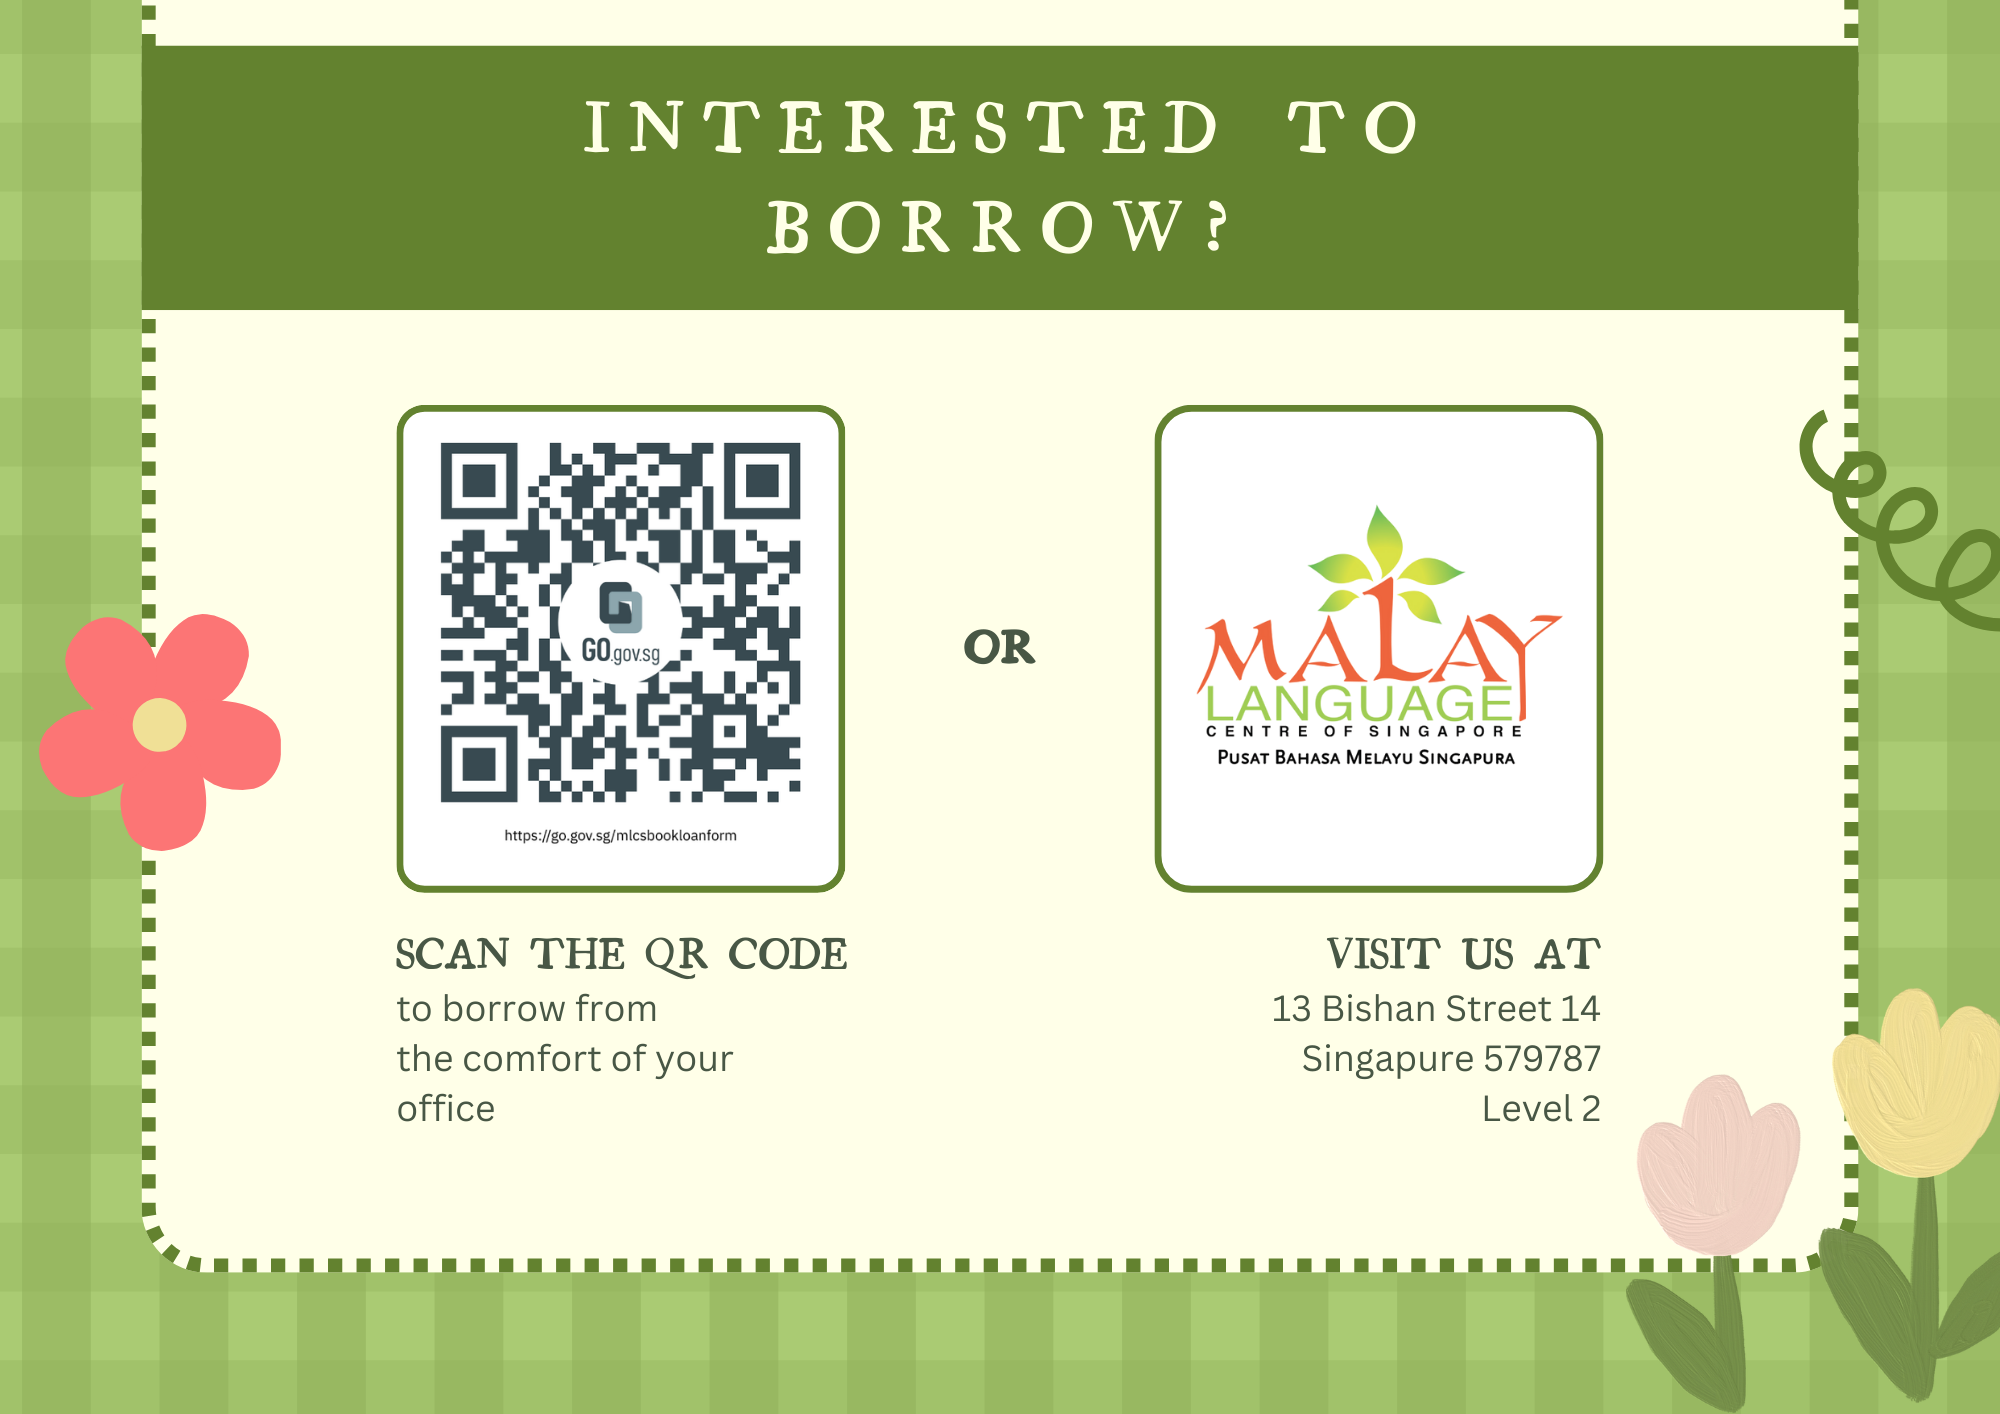 INTERESTED TO
BORROW?
GO.gov.sg
https://go.gov.sg/mlcsbookloanform
OR
MALAY
LANGUAGE
CENTRE OF SINGAPORE
PUSAT BAHASA MELAYU SINGAPURA
SCAN THE QR CODE
to borrow from
the comfort of your
office
VISIT US AT
13 Bishan Street 14
Singapure 579787
Level 2